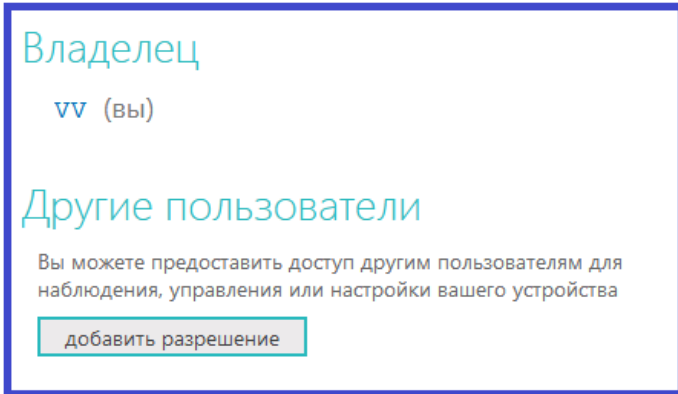 Владелец
vv (вы)
Другие пользователи
Вы можете предоставить доступ другим пользователям для
наблюдения, управления или настройки вашего устройства
добавить разрешение